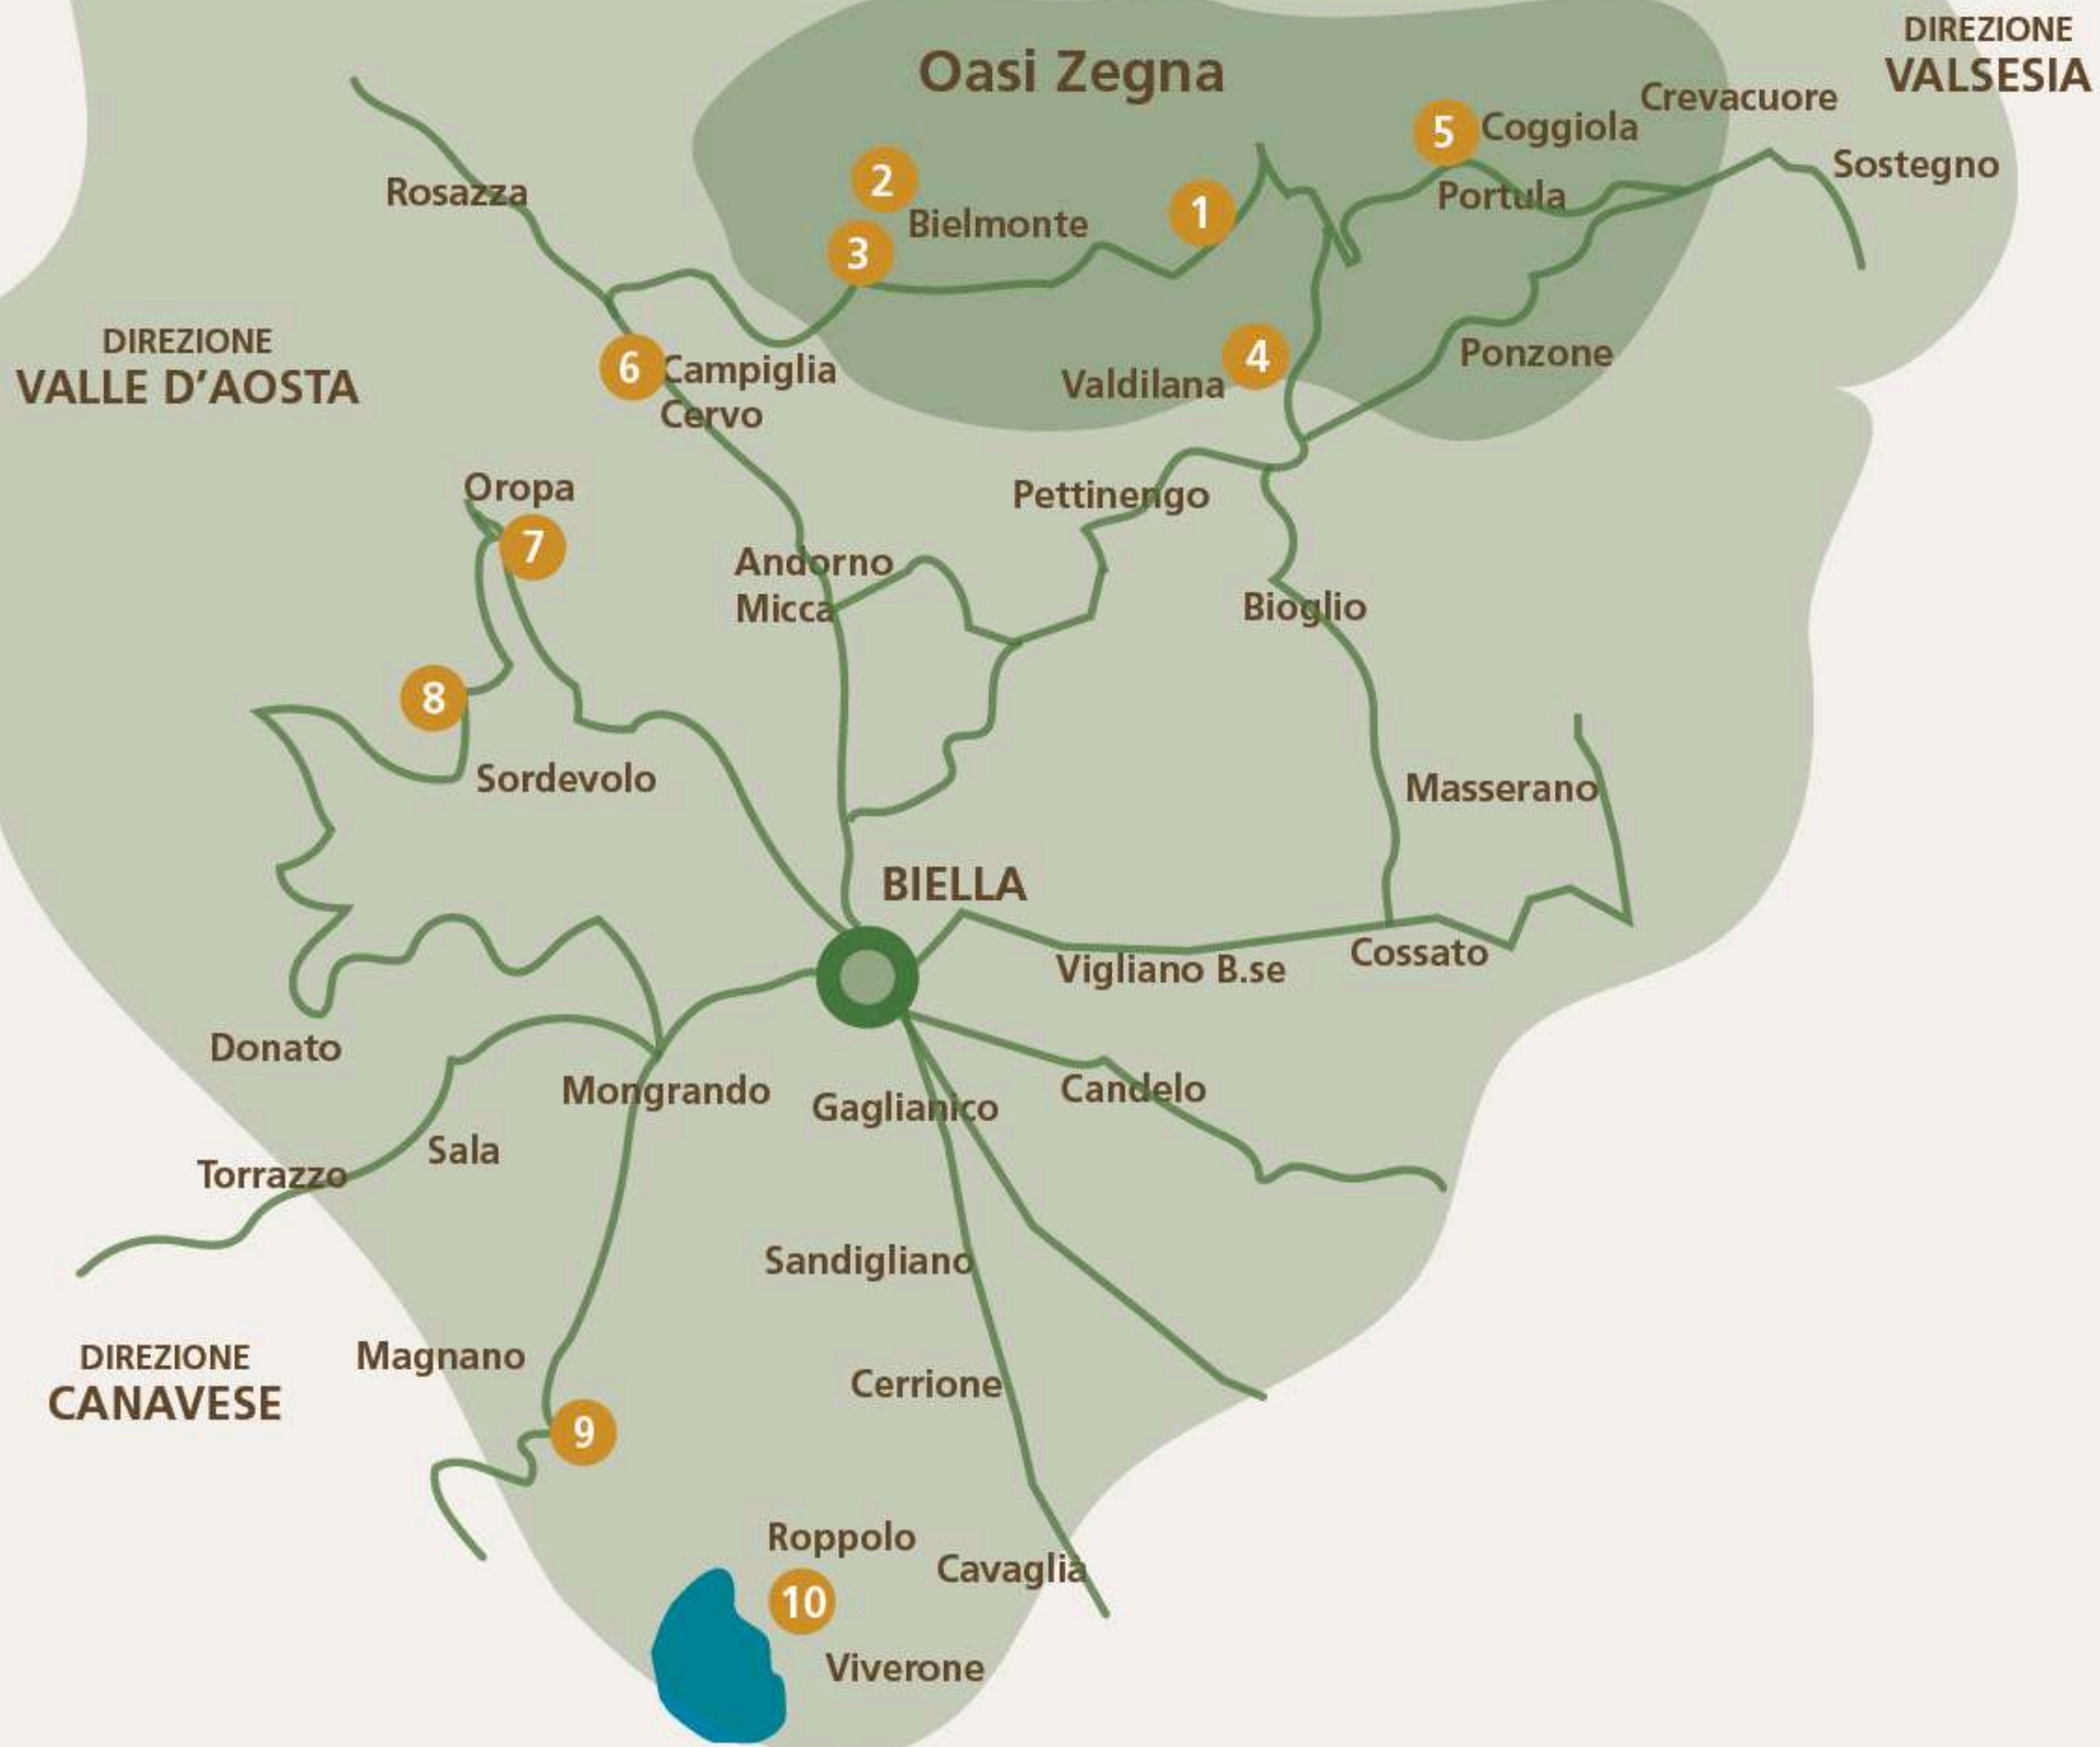 DIREZIONE
VALSESIA
Oasi Zegna
Crevacuore
5
Coggiola
Sostegno
Rosazza
2
Portula
1
Bielmonte
3
DIREZIONE
VALLE D'AOSTA
6
Campiglia
Cervo
4
Valdilana
Ponzone
Oropa
Pettinengo
7
Andorno
Micca
Bioglio
8
Sordevolo
Masserano
BIELLA
Vigliano B.se
Cossato
Donato
Mongrando
Gaglianico
Candelo
Sala
Torrazzo
Sandigliano
DIREZIONE
CANAVESE
Magnano
Cerrione
9
Roppolo
Cavaglià
10
Viverone